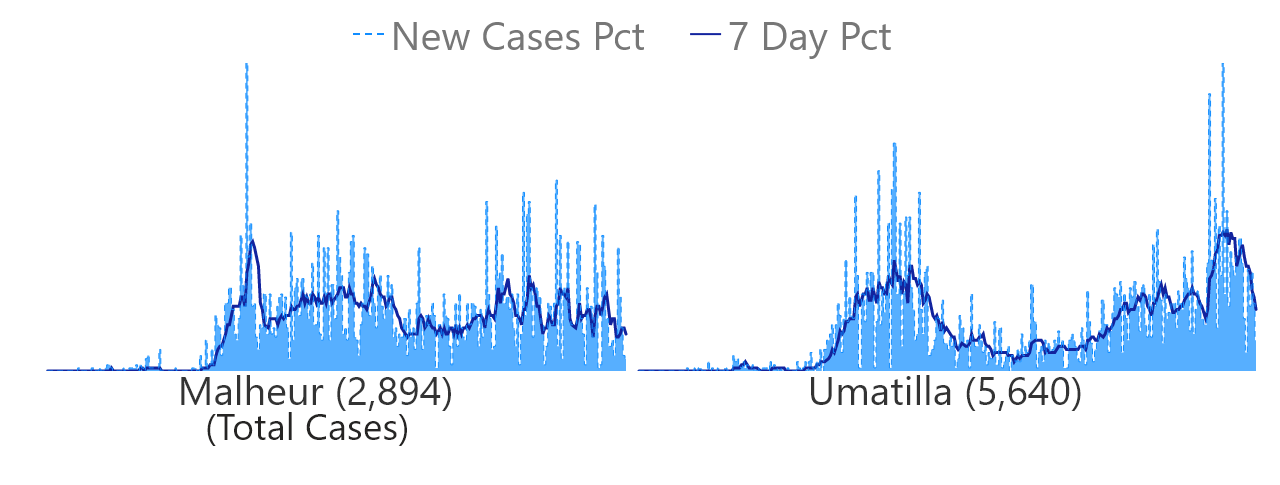 New Cases Pct 7 Day Pct
Malheur (2,894)
(Total Cases)
Umatilla (5,640)